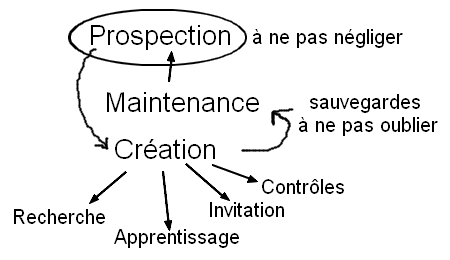 Prospection à ne pas négliger
Maintenance
sauvegardes
à ne pas oublier
Création
Contrôles
Invitation
Recherche
Apprentissage